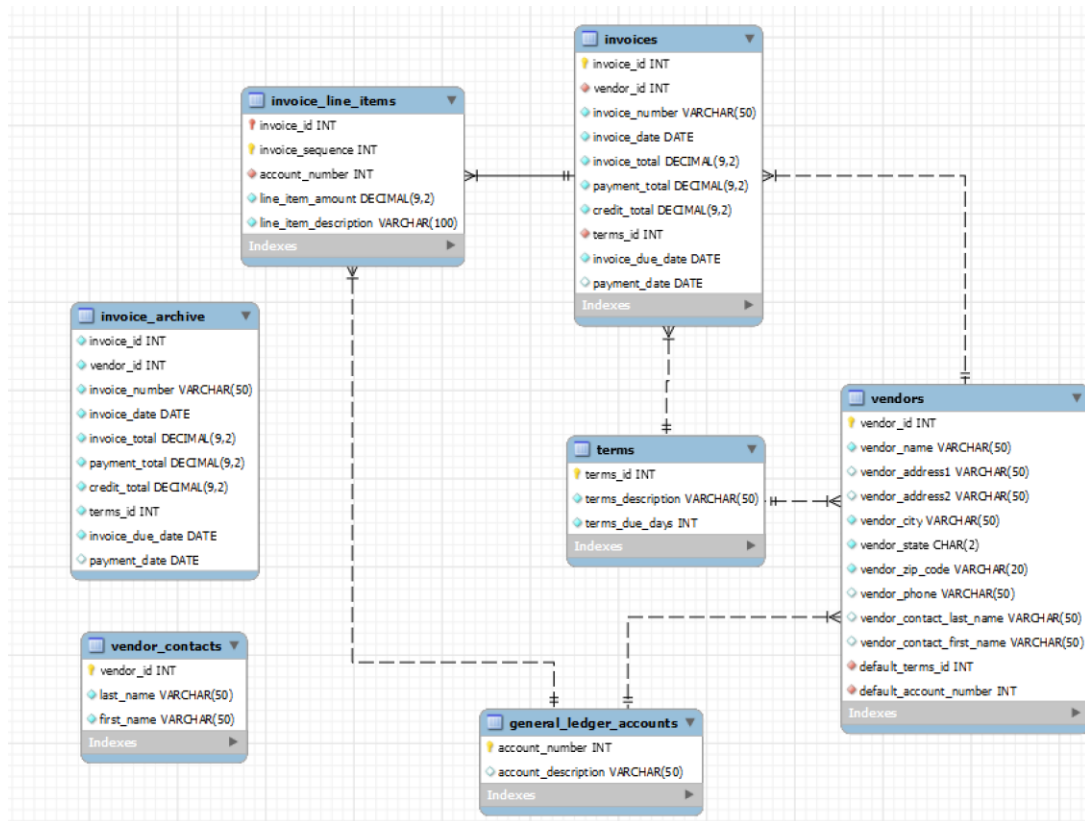 invoices
invoice_id INT
vendor_id INT
invoice_number VARCHAR(50)
invoice_date DATE
invoice_total DECIMAL(9,2)
payment_total DECIMAL(9,2)
credit_total DECIMAL(9,2)
terms_id INT
invoice_due_date DATE
payment_date DATE
Indexes
invoice_line_items
invoice_id INT
invoice_sequence INT
account_number INT
line_item_amount DECIMAL(9,2)
line_item_description VARCHAR(100)
Indexes
invoice_archive
invoice_id INT
vendor_id INT
invoice_number VARCHAR(50)
invoice_date DATE
invoice_total DECIMAL(9,2)
payment_total DECIMAL(9,2)
credit_total DECIMAL(9,2)
terms_id INT
invoice_due_date DATE
payment_date DATE
terms
terms_id INT
terms_description VARCHAR(50)
terms_due_days INT
Indexes
vendors
vendor_id INT
vendor_name VARCHAR(50)
vendor_address1 VARCHAR(50)
vendor_address2 VARCHAR(50)
vendor_city VARCHAR(50)
vendor_state CHAR(2)
vendor_zip_code VARCHAR(20)
vendor_phone VARCHAR(50)
vendor_contact_last_name VARCHAR(50)
vendor_contact_first_name VARCHAR(50)
default_terms_id INT
default_account_number INT
Indexes
vendor_contacts
vendor_id INT
last_name VARCHAR(50)
first_name VARCHAR(50)
Indexes
general_ledger_accounts
account_number INT
account_description VARCHAR(50)
Indexes